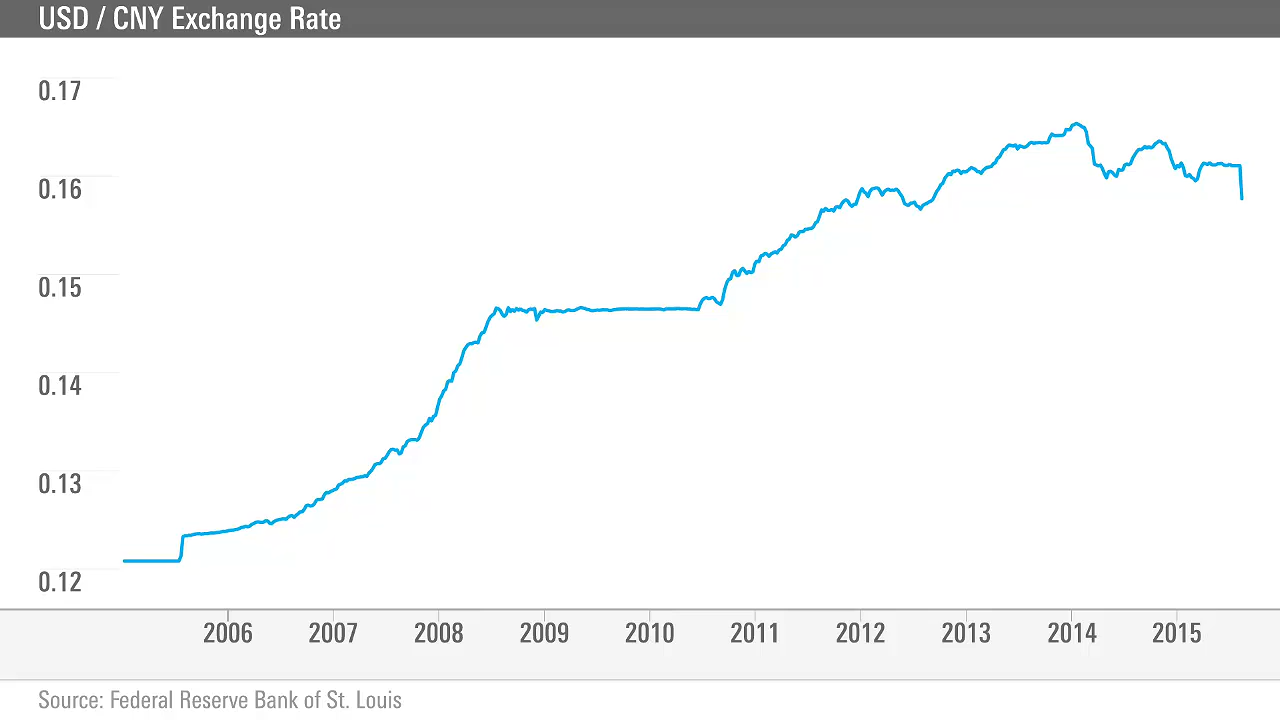 USD / CNY Exchange Rate
0.17
0.16
0.15
0.14
0.13
0.12
2006 2007 2008 2009 2010 2011 2012 2013 2014 2015
Source: Federal Reserve Bank of St. Louis